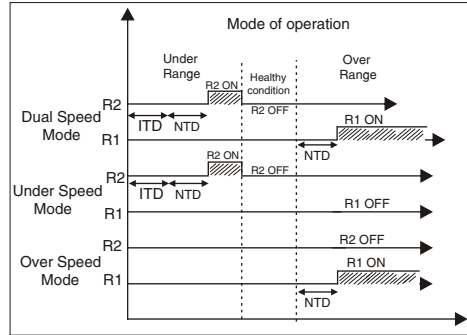 Mode of operation
Under Range
Healthy condition
Over Range
R2 ON
R2
R2 OFF
Dual Speed Mode
ITD
NTD
R1 ON
R1
NTD
R2 ON
R2
R2 OFF
Under Speed Mode
ITD
NTD
R1
R1 OFF
R2
R2 OFF
Over Speed Mode
R1 ON
R1
NTD